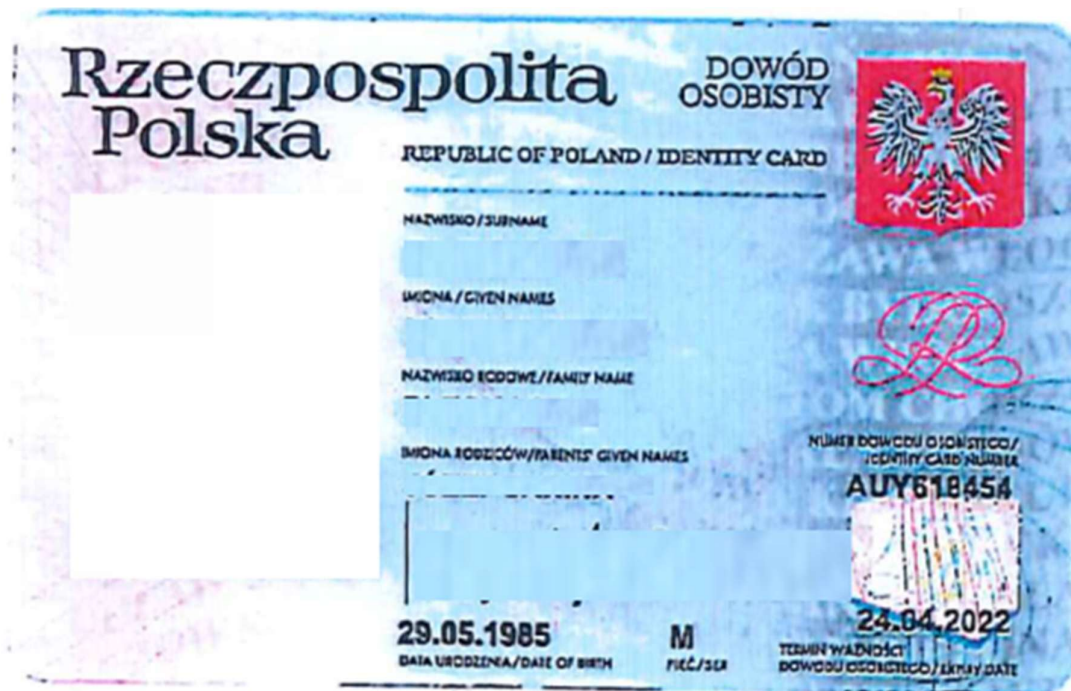 Rzeczpospolita
Polska
DOWÓD
OSOBISTY
REPUBLIC OF POLAND / IDENTITY CARD
NAZWISKO / SURNAME
IMIONA / GIVEN NAMES
NAZWISKO RODOWE / FAMILY NAME
IMIONA RODZICÓW / PARENTS' GIVEN NAMES
NUMER DOWODU OSOBISTEGO /
IDENTITY CARD NUMBER
AUY618454
29.05.1985
DATA URODZENIA / DATE OF BIRTH
M
PŁEĆ / SEX
24.04.2022
TERMIN WAŻNOŚCI
DOWODU OSOBISTEGO / EXPIRY DATE